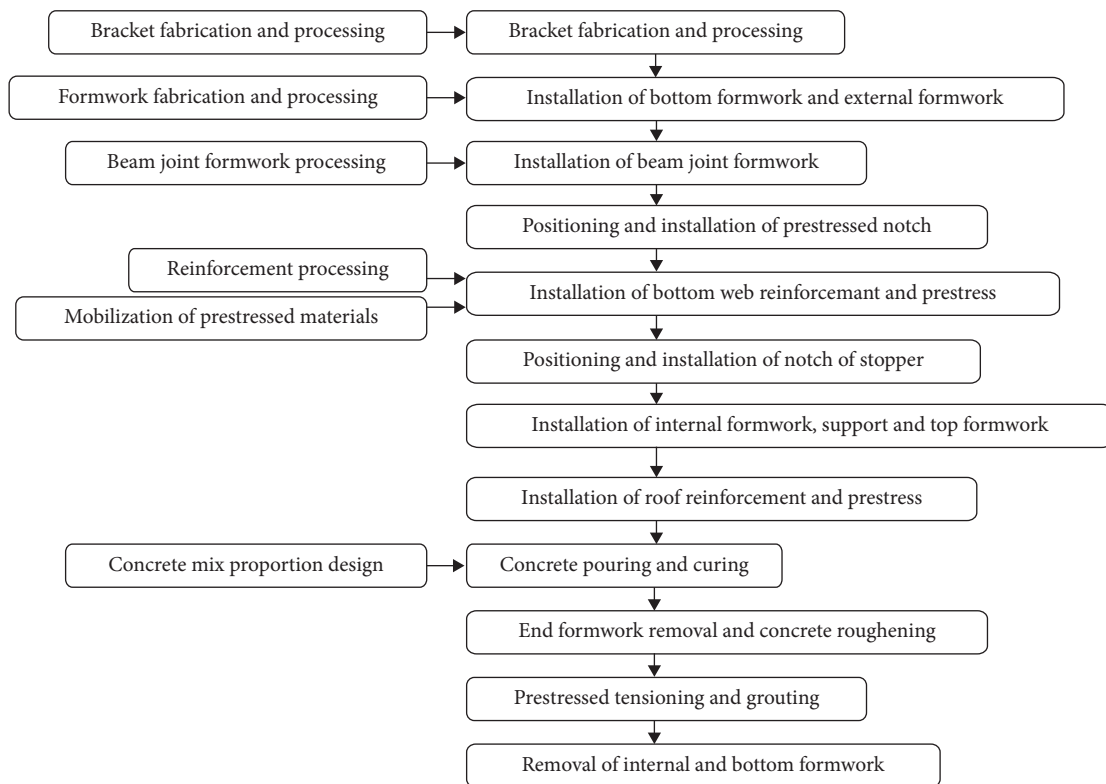 Bracket fabrication and processing
Bracket fabrication and processing
Formwork fabrication and processing
Installation of bottom formwork and external formwork
Beam joint formwork processing
Installation of beam joint formwork
Positioning and installation of prestressed notch
Reinforcement processing
Installation of bottom web reinforcemant and prestress
Mobilization of prestressed materials
Positioning and installation of notch of stopper
Installation of internal formwork, support and top formwork
Installation of roof reinforcement and prestress
Concrete mix proportion design
Concrete pouring and curing
End formwork removal and concrete roughening
Prestressed tensioning and grouting
Removal of internal and bottom formwork